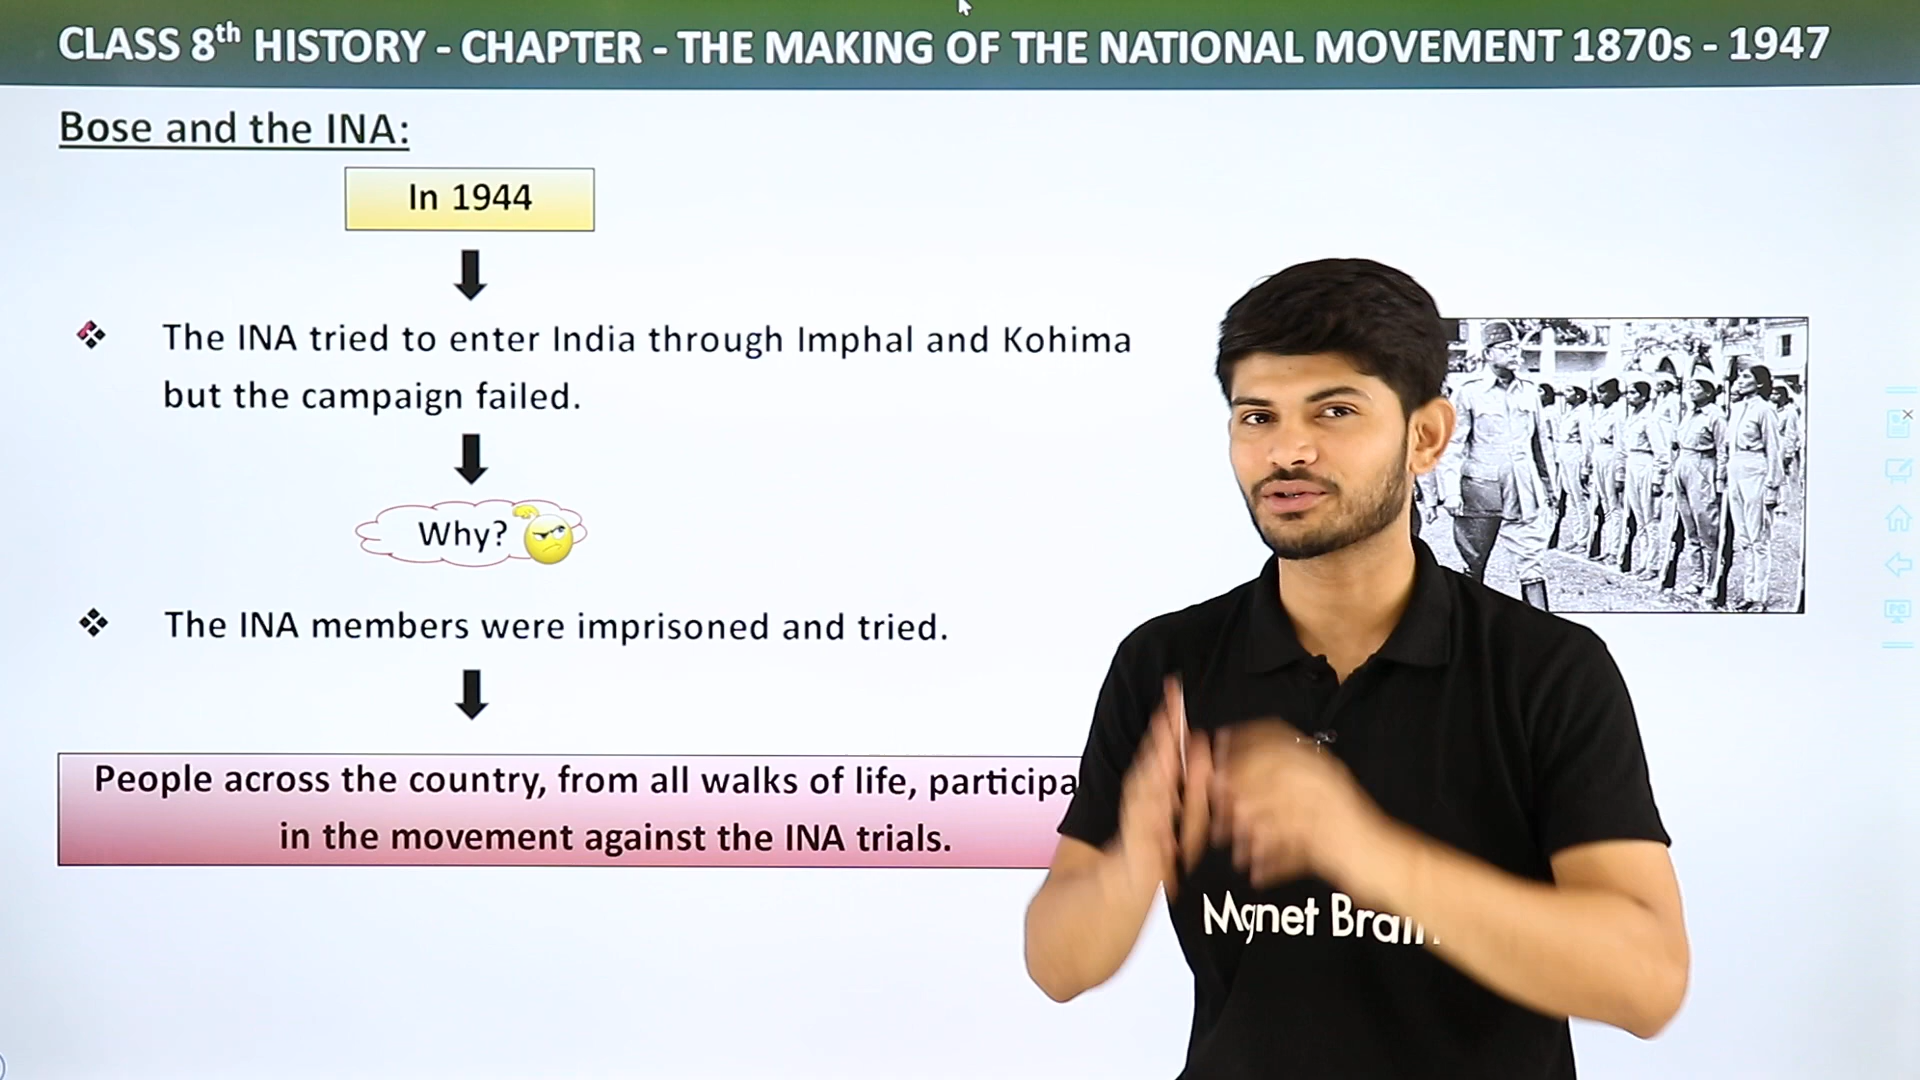 CLASS 8th HISTORY - CHAPTER - THE MAKING OF THE NATIONAL MOVEMENT 1870s - 1947
Bose and the INA:
In 1944
The INA tried to enter India through Imphal and Kohima
but the campaign failed.
Why?
The INA members were imprisoned and tried.
People across the country, from all walks of life, participa
in the movement against the INA trials.
Mgnet Brain